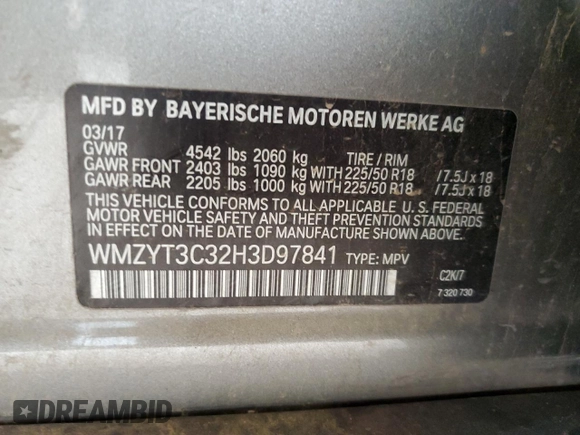 MFD BY BAYERISCHE MOTOREN WERKE AG
03/17
GVWR 4542 lbs 2060 kg TIRE / RIM
GAWR FRONT 2403 lbs 1090 kg WITH 225/50 R18 / 7.5J x 18
GAWR REAR 2205 lbs 1000 kg WITH 225/50 R18 / 7.5J x 18
THIS VEHICLE CONFORMS TO ALL APPLICABLE U. S. FEDERAL
MOTOR VEHICLE SAFETY AND THEFT PREVENTION STANDARDS
IN EFFECT ON THE DATE OF MANUFACTURE SHOWN ABOVE.
WMZYT3C32H3D97841 TYPE: MPV
C2K/7
7 320 730
DREAMBID